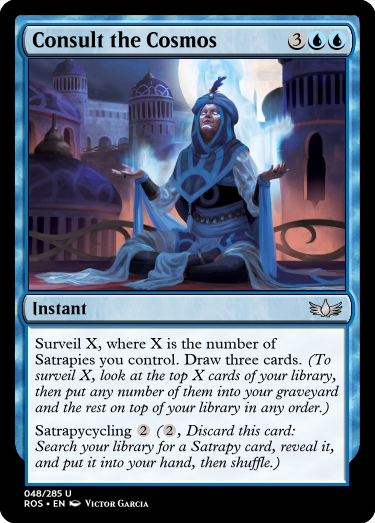 Consult the Cosmos 3
Instant
Surveil X, where X is the number of
Satrapies you control. Draw three cards. (To
surveil X, look at the top X cards of your library,
then put any number of them into your graveyard
and the rest on top of your library in any order.)
Satrapycycling 2 (2, Discard this card:
Search your library for a Satrapy card, reveal it,
and put it into your hand, then shuffle.)
048/285 U
ROS • EN Victor Garcia